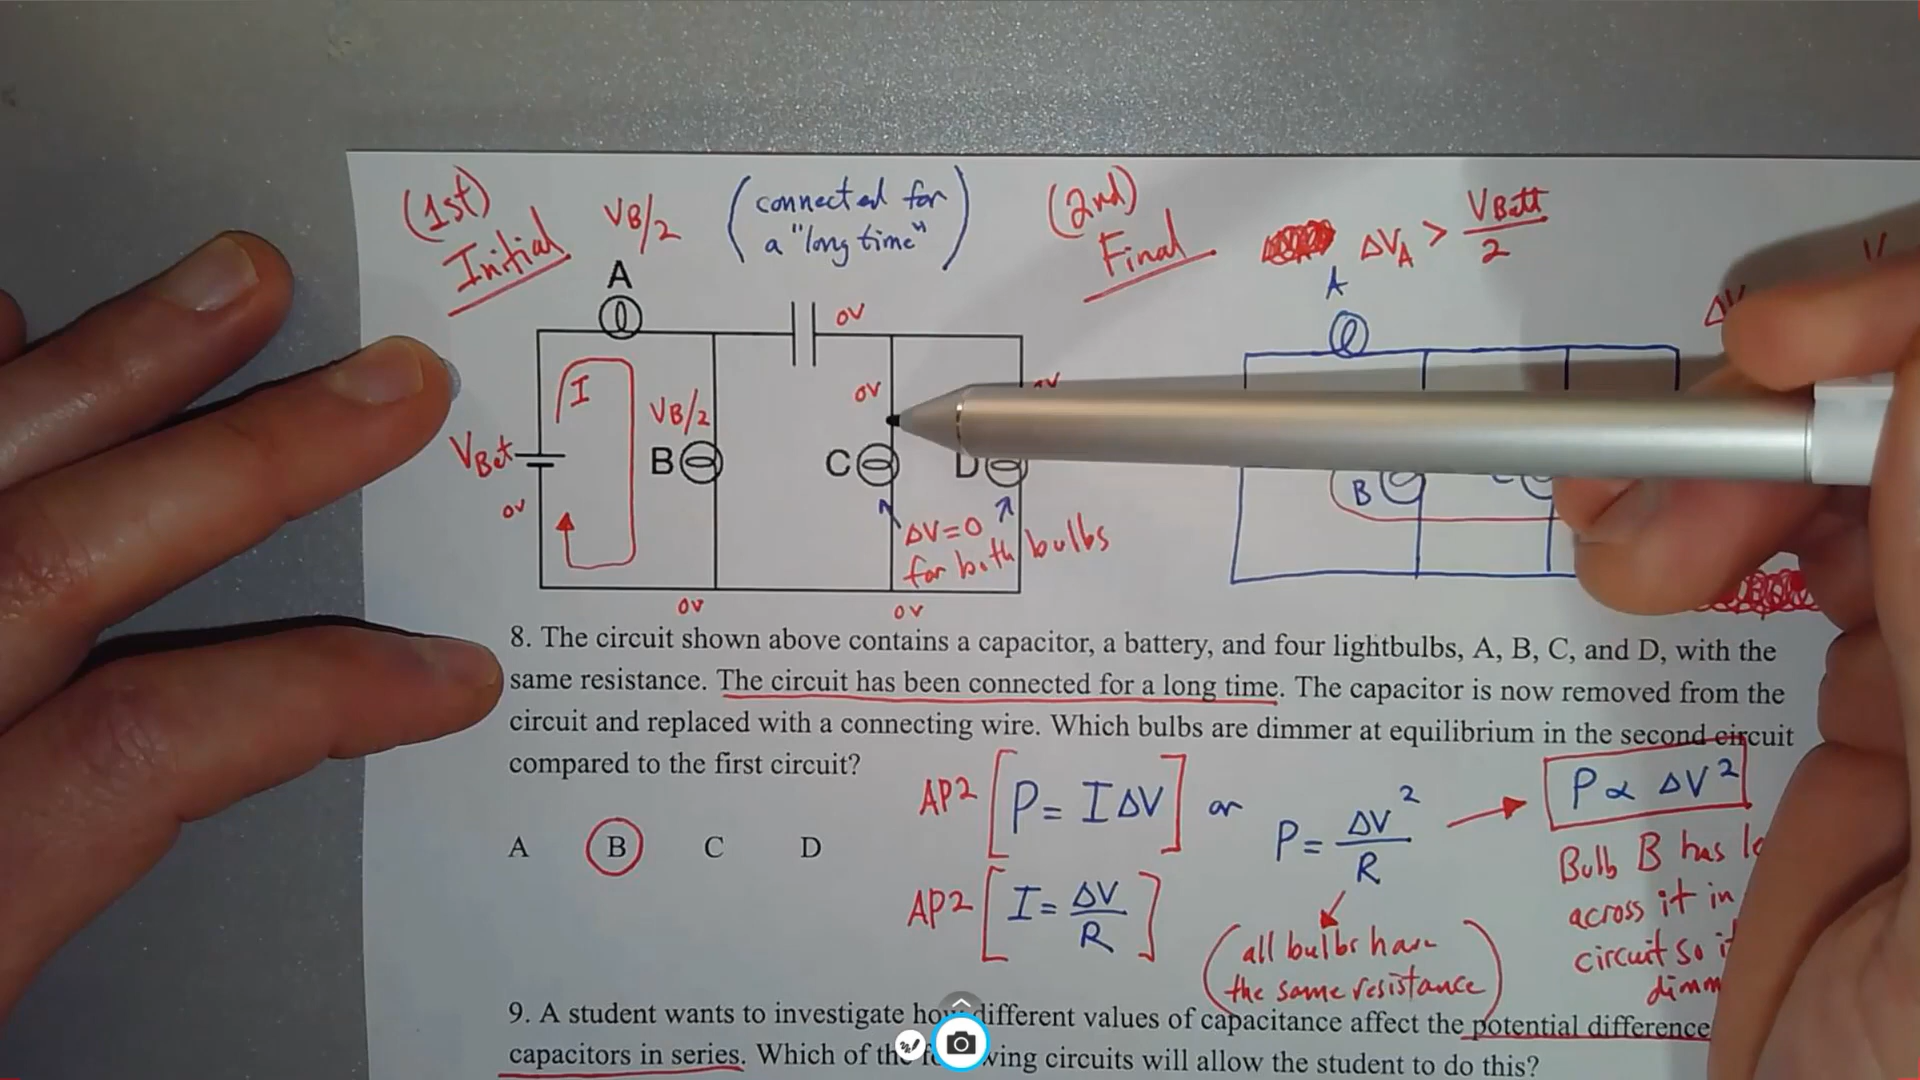 (1st)
Initial
VB/2
(connected for
a "long time")
(2nd)
Final
ΔVA > VBatt/2
A
A
0V
I
0V
VB/2
VBat
B
C
D
B
0V
ΔV=0
for both bulbs
0V
0V
8. The circuit shown above contains a capacitor, a battery, and four lightbulbs, A, B, C, and D, with the
same resistance. The circuit has been connected for a long time. The capacitor is now removed from the
circuit and replaced with a connecting wire. Which bulbs are dimmer at equilibrium in the second circuit
compared to the first circuit?
A B C D
AP2 [P= IΔV] or P= ΔV²/R → P ∝ ΔV²
AP2 [I= ΔV/R]
(all bulbs have
the same resistance)
Bulb B has
across it in
circuit so
9. A student wants to investigate how different values of capacitance affect the potential difference
capacitors in series. Which of the following circuits will allow the student to do this?